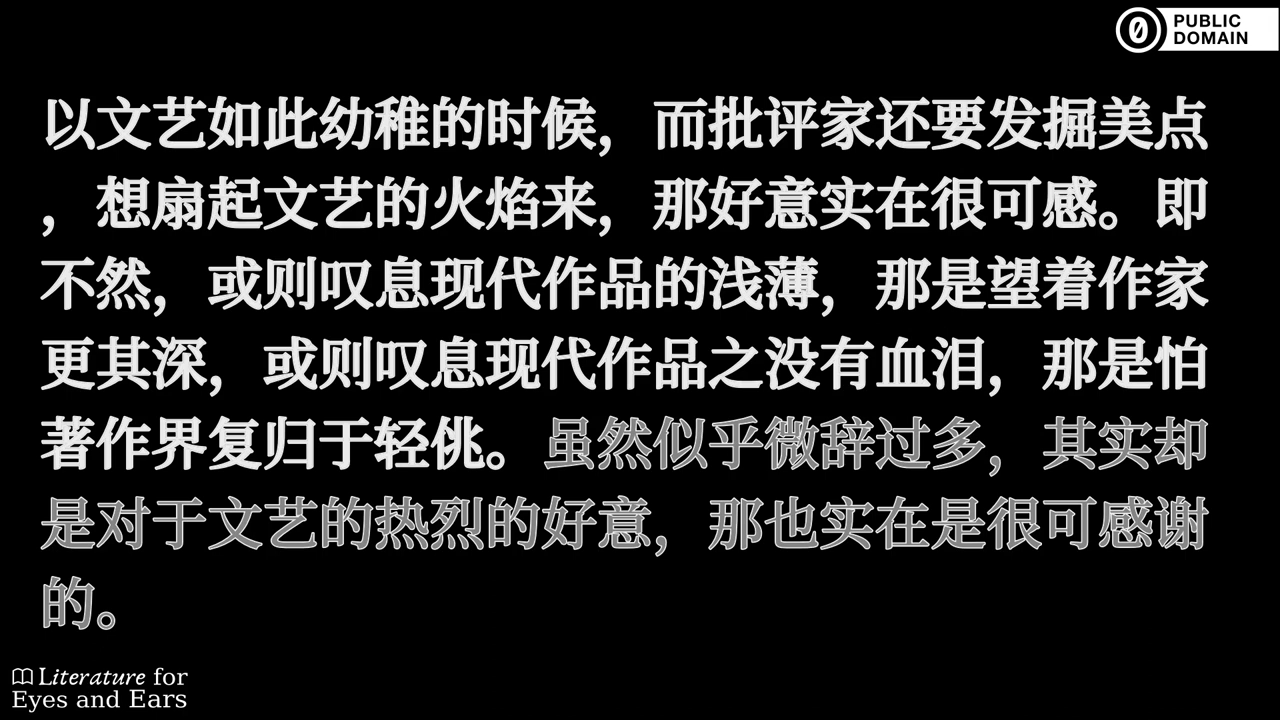 PUBLIC
DOMAIN
以文艺如此幼稚的时候，而批评家还要发掘美点
，想扇起文艺的火焰来，那好意实在很可感。即
不然，或则叹息现代作品的浅薄，那是望着作家
更其深，或则叹息现代作品之没有血泪，那是怕
著作界复归于轻佻。虽然似乎微辞过多，其实却
是对于文艺的热烈的好意，那也实在是很可感谢
的。
Literature for
Eyes and Ears